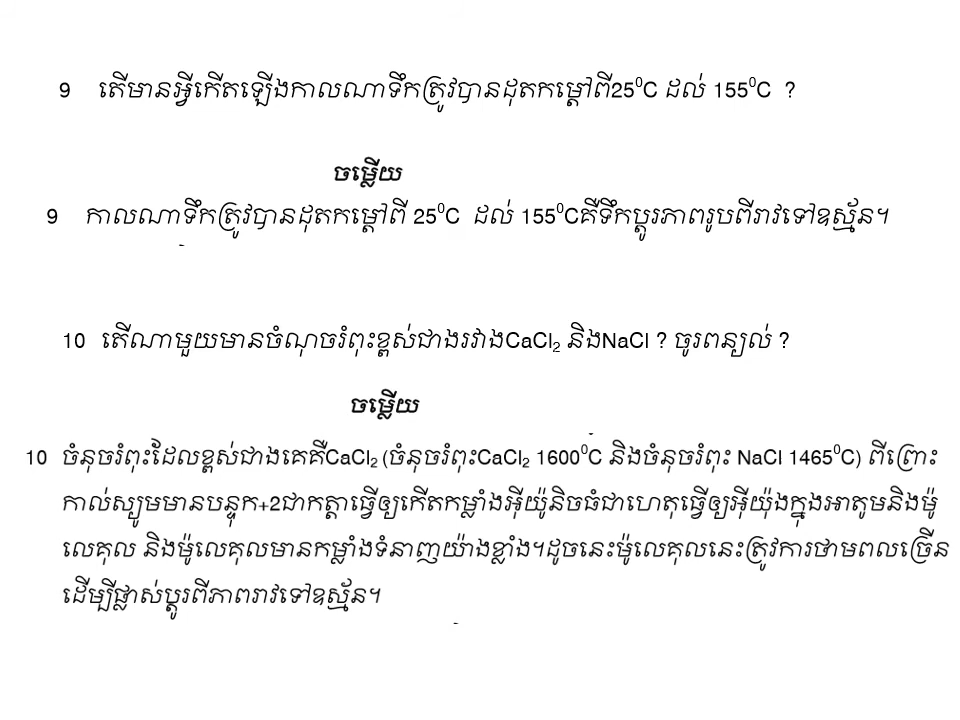 9 តើមានអ្វីកើតឡើងកាលណាទឹកត្រូវបានដុតកម្តៅពី25⁰C ដល់ 155⁰C ?
ចម្លើយ
9 កាលណាទឹកត្រូវបានដុតកម្តៅពី 25⁰C ដល់ 155⁰Cគឺទឹកប្តូរភាពរូបពីរាវទៅឧស្ម័ន។
10 តើណាមួយមានចំណុចរំពុះខ្ពស់ជាងរវាងCaCl₂ និងNaCl ? ចូរពន្យល់ ?
ចម្លើយ
10 ចំនុចរំពុះដែលខ្ពស់ជាងគេគឺCaCl₂ (ចំនុចរំពុះCaCl₂ 1600⁰C និងចំនុចរំពុះ NaCl 1465⁰C) ពីព្រោះ
កាល់ស្យូមមានបន្ទុក+2ជាកត្តាធ្វើឲ្យកើតកម្លាំងអ៊ីយ៉ូនិចធំជាហេតុធ្វើឲ្យអ៊ីយ៉ុងក្នុងអាតូមនិងម៉ូ
លេគុល និងម៉ូលេគុលមានកម្លាំងទំនាញយ៉ាងខ្លាំង។ដូចនេះម៉ូលេគុលនេះត្រូវការថាមពលច្រើន
ដើម្បីផ្លាស់ប្តូរពីភាពរាវទៅឧស្ម័ន។